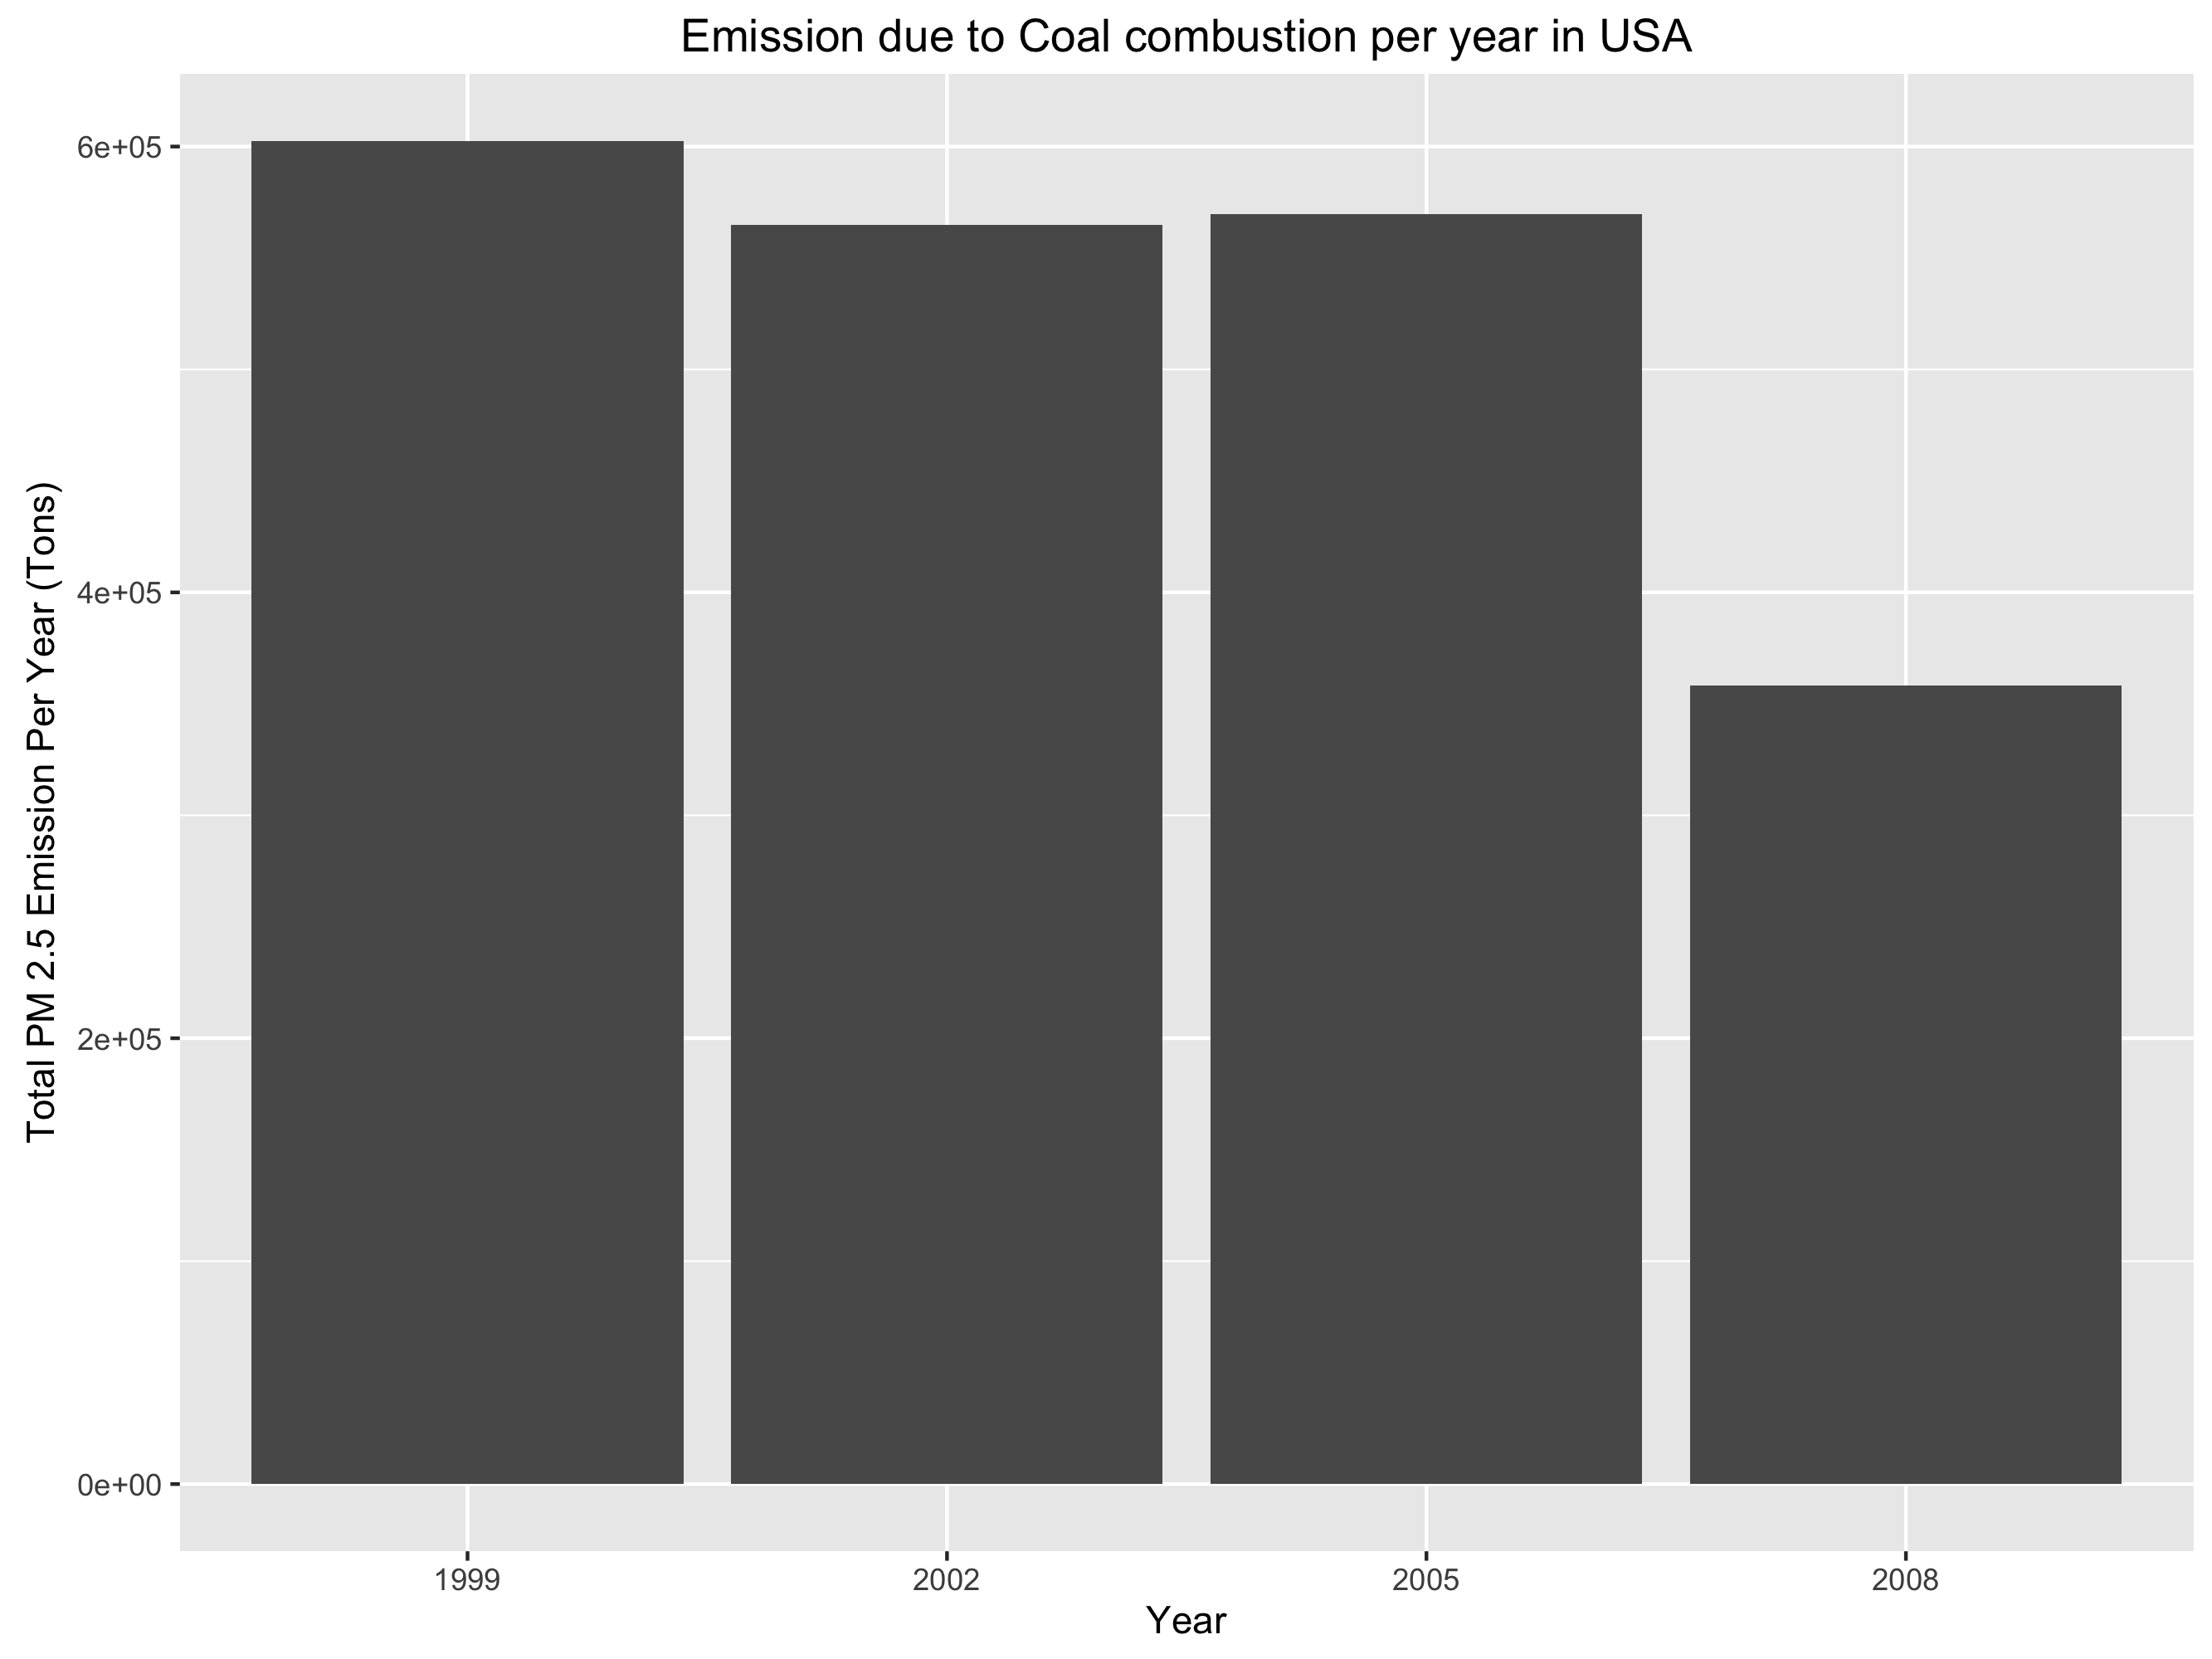 Emission due to Coal combustion per year in USA
Total PM 2.5 Emission Per Year (Tons)
6e+05
4e+05
2e+05
0e+00
1999 2002 2005 2008
Year